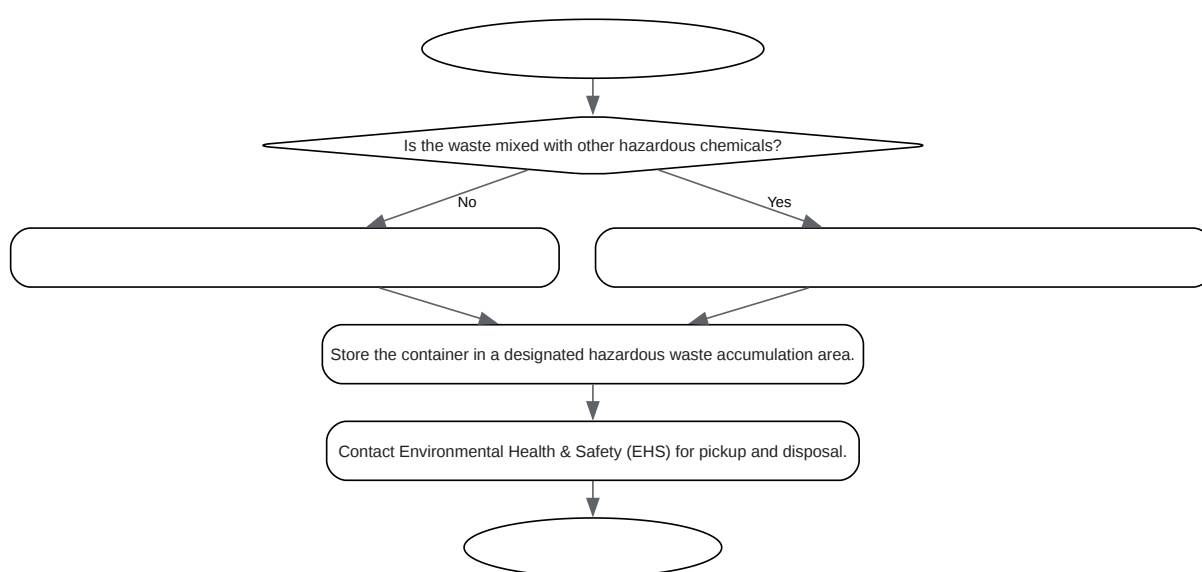 Is the waste mixed with other hazardous chemicals?
No
Yes
Store the container in a designated hazardous waste accumulation area.
Contact Environmental Health & Safety (EHS) for pickup and disposal.